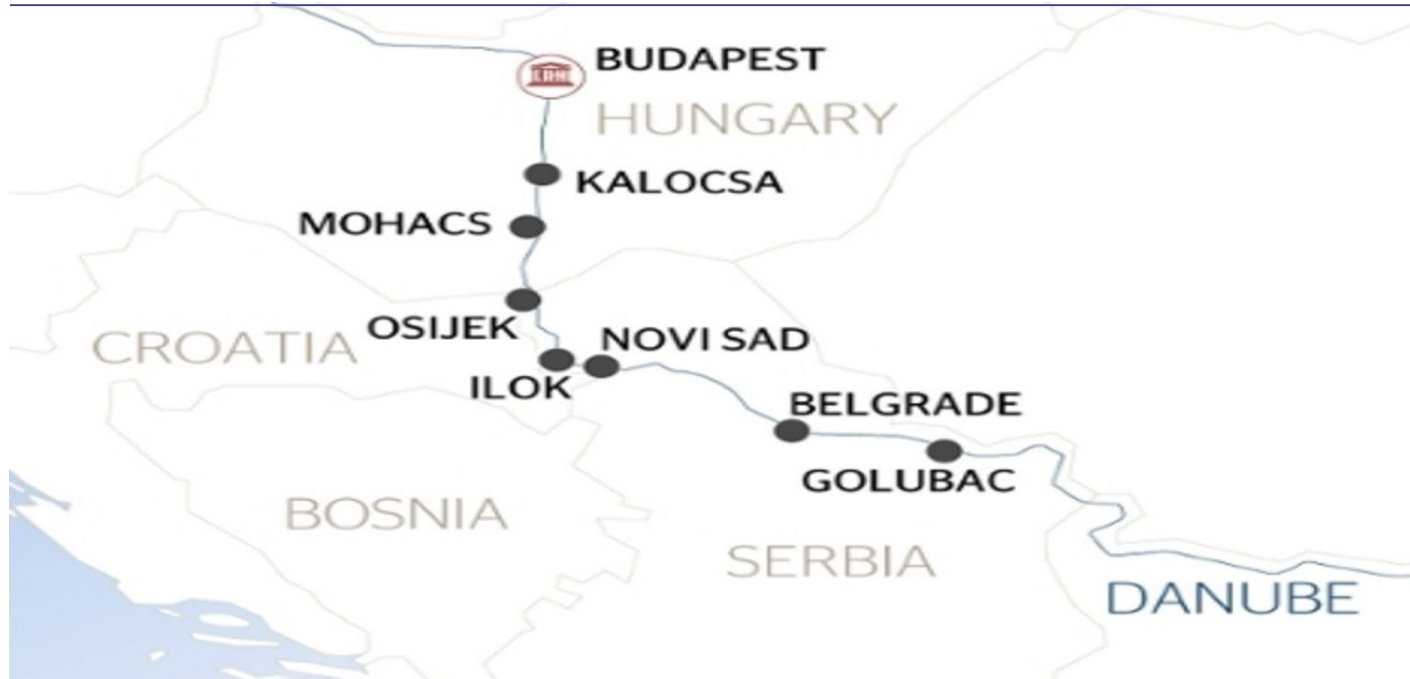 BUDAPEST
HUNGARY
KALOCSA
MOHACS
OSIJEK
CROATIA
NOVI SAD
ILOK
BELGRADE
GOLUBAC
BOSNIA
SERBIA
DANUBE